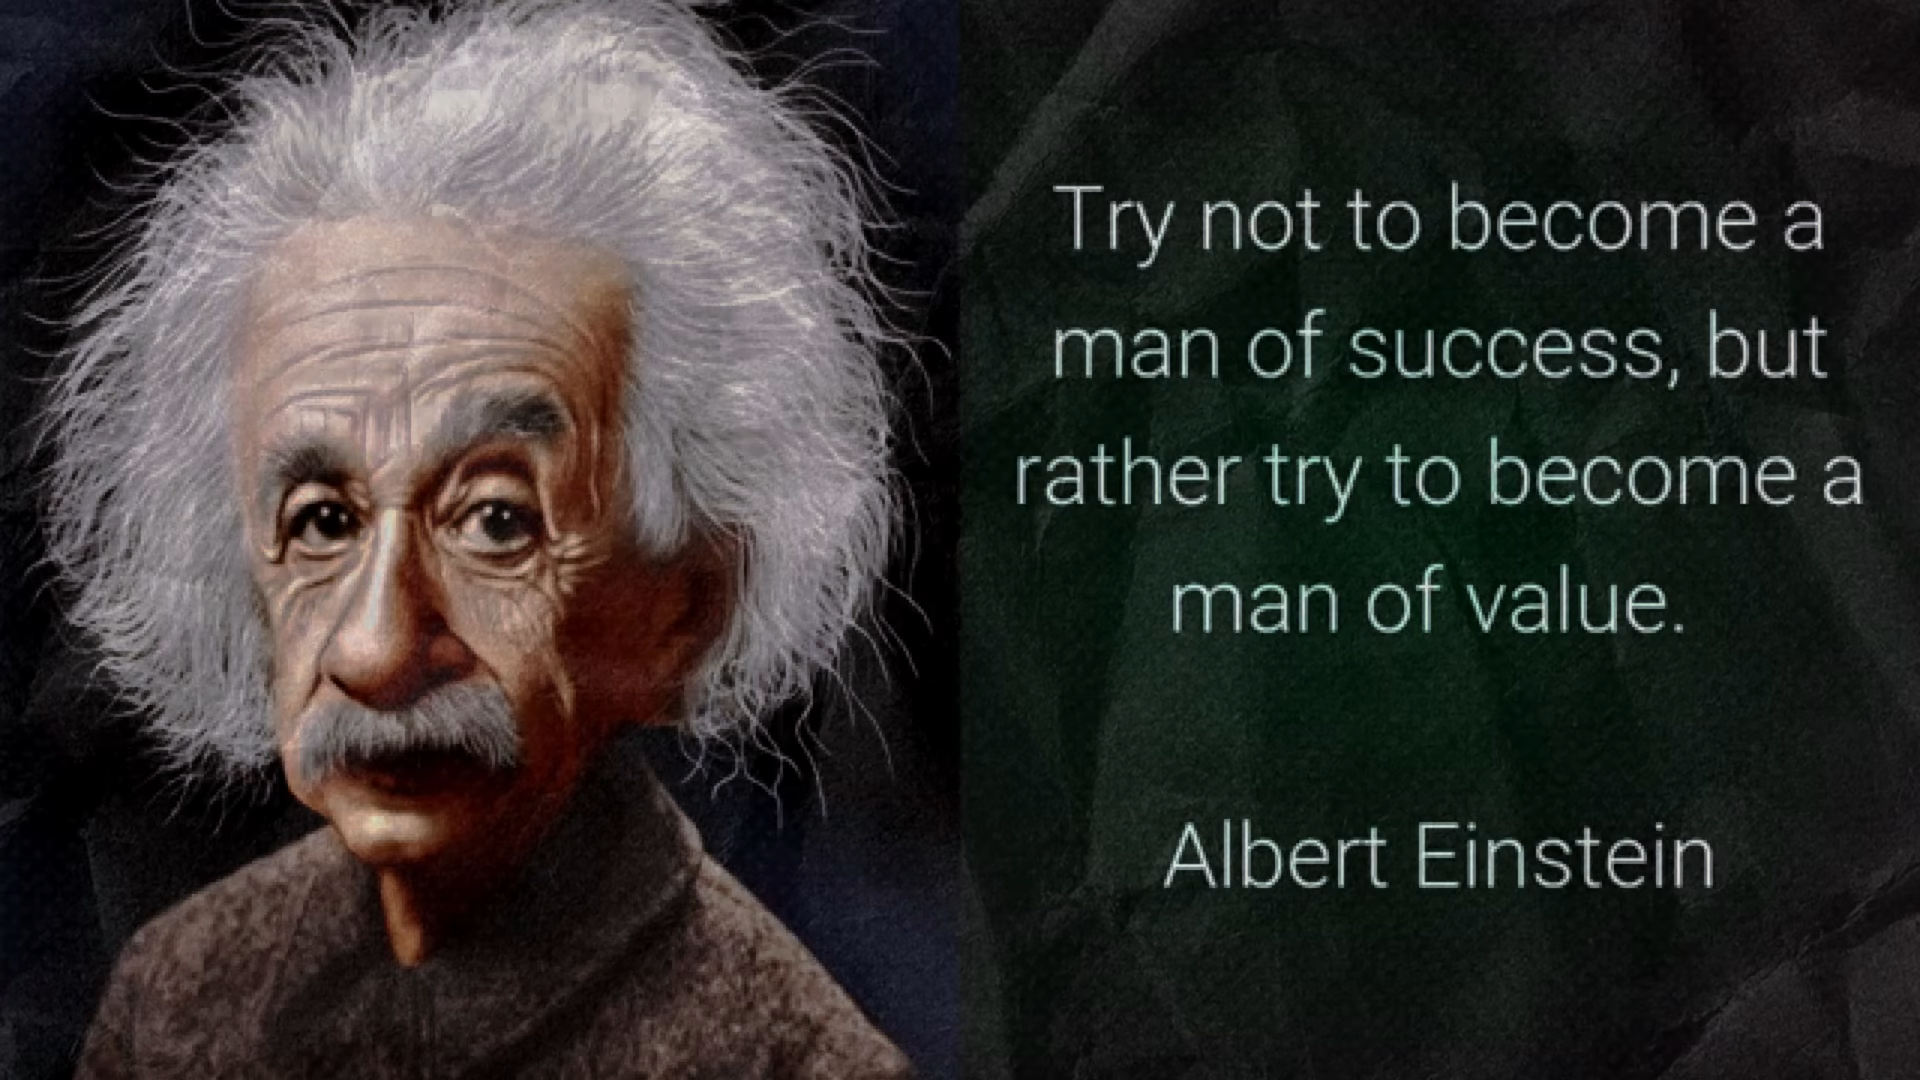 Try not to become a
man of success, but
rather try to become a
man of value.
Albert Einstein